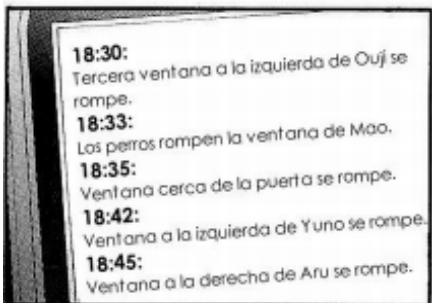 18:30:
Tercera ventana a la izquierda de Ouji se
rompe.
18:33:
Los perros rompen la ventana de Mao.
18:35:
Ventana cerca de la puerta se rompe.
18:42:
Ventana a la izquierda de Yuno se rompe.
18:45:
Ventana a la derecha de Aru se rompe.